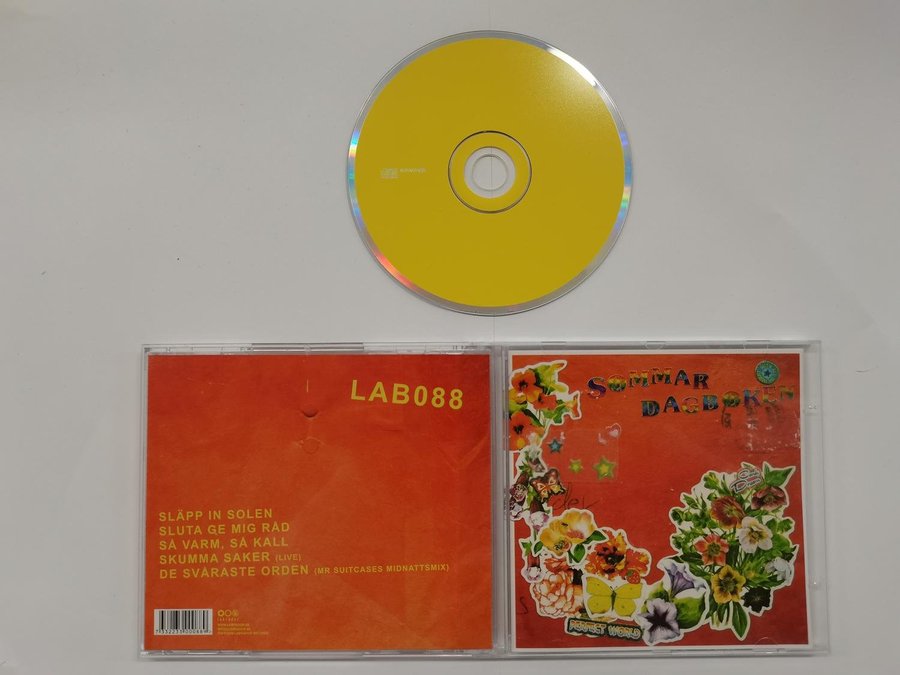 LAB088
SLÄPP IN SOLEN
SLUTA GE MIG RÅD
SÅ VARM, SÅ KALL
SKUMMA SAKER (LIVE)
DE SVÅRASTE ORDEN (MR SUITCASES MIDNATTSMIX)
SOMMAR
DAGBOKEN
PERFECT WORLD